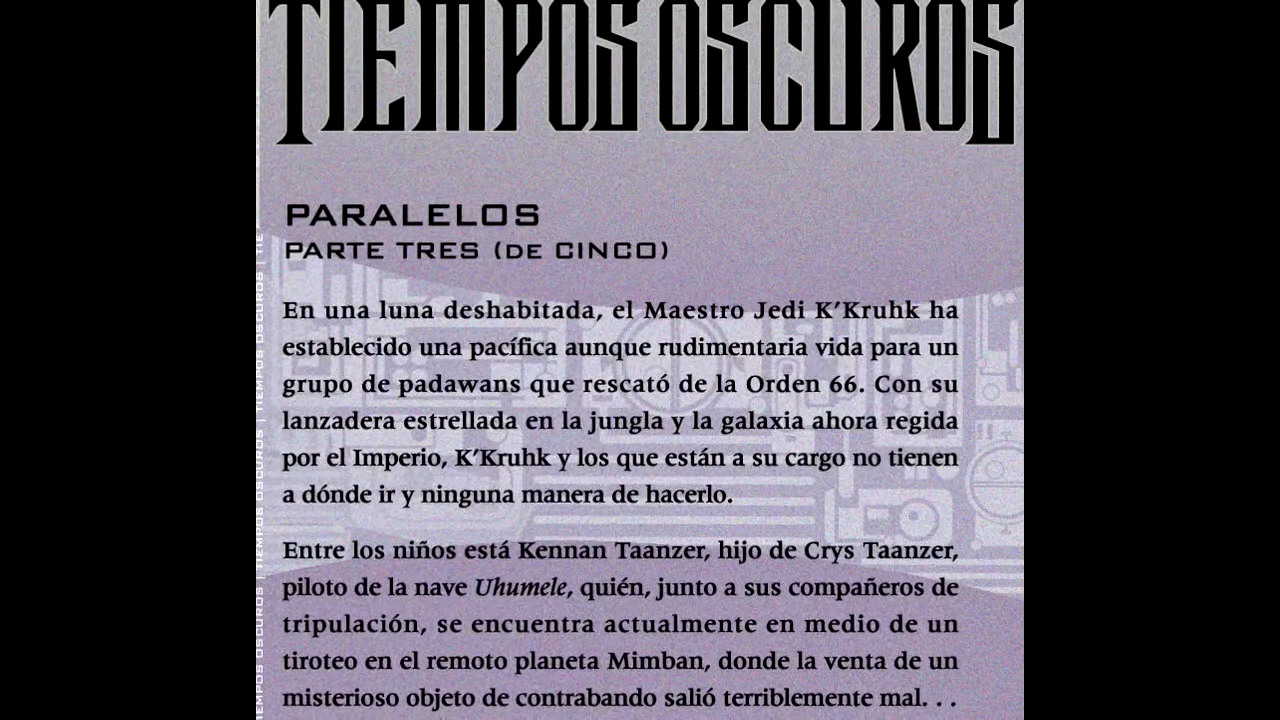 TIEMPOS OSCUROS
PARALELOS
PARTE TRES (DE CINCO)
En una luna deshabitada, el Maestro Jedi K’Kruhk ha
establecido una pacífica aunque rudimentaria vida para un
grupo de padawans que rescató de la Orden 66. Con su
lanzadera estrellada en la jungla y la galaxia ahora regida
por el Imperio, K’Kruhk y los que están a su cargo no tienen
a dónde ir y ninguna manera de hacerlo.
Entre los niños está Kennan Taanzer, hijo de Crys Taanzer,
piloto de la nave Uhumele, quién, junto a sus compañeros de
tripulación, se encuentra actualmente en medio de un
tiroteo en el remoto planeta Mimban, donde la venta de un
misterioso objeto de contrabando salió terriblemente mal. . .
TIEMPOS OSCUROS | TIEMPOS OSCUROS | TIEMPOS OSCUROS | TIE